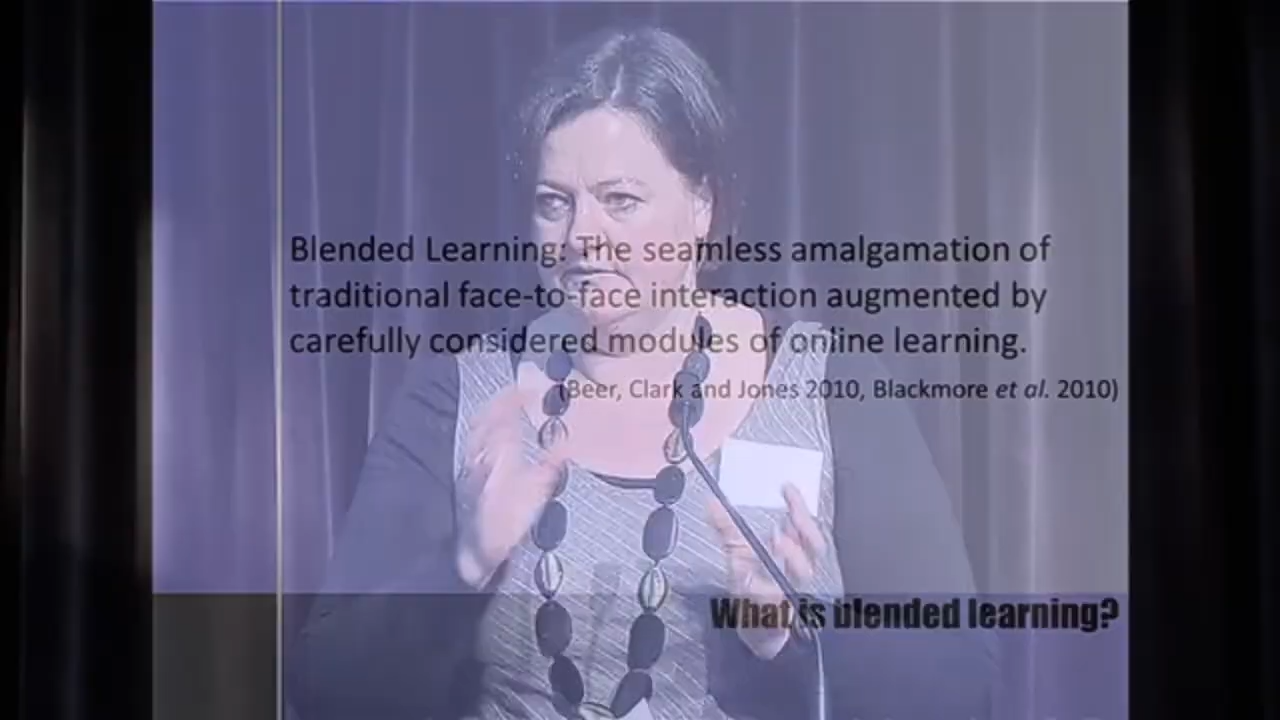 Blended Learning: The seamless amalgamation of
traditional face-to-face interaction augmented by
carefully considered modules of online learning.
(Beer, Clark and Jones 2010, Blackmore et al. 2010)
What is blended learning?